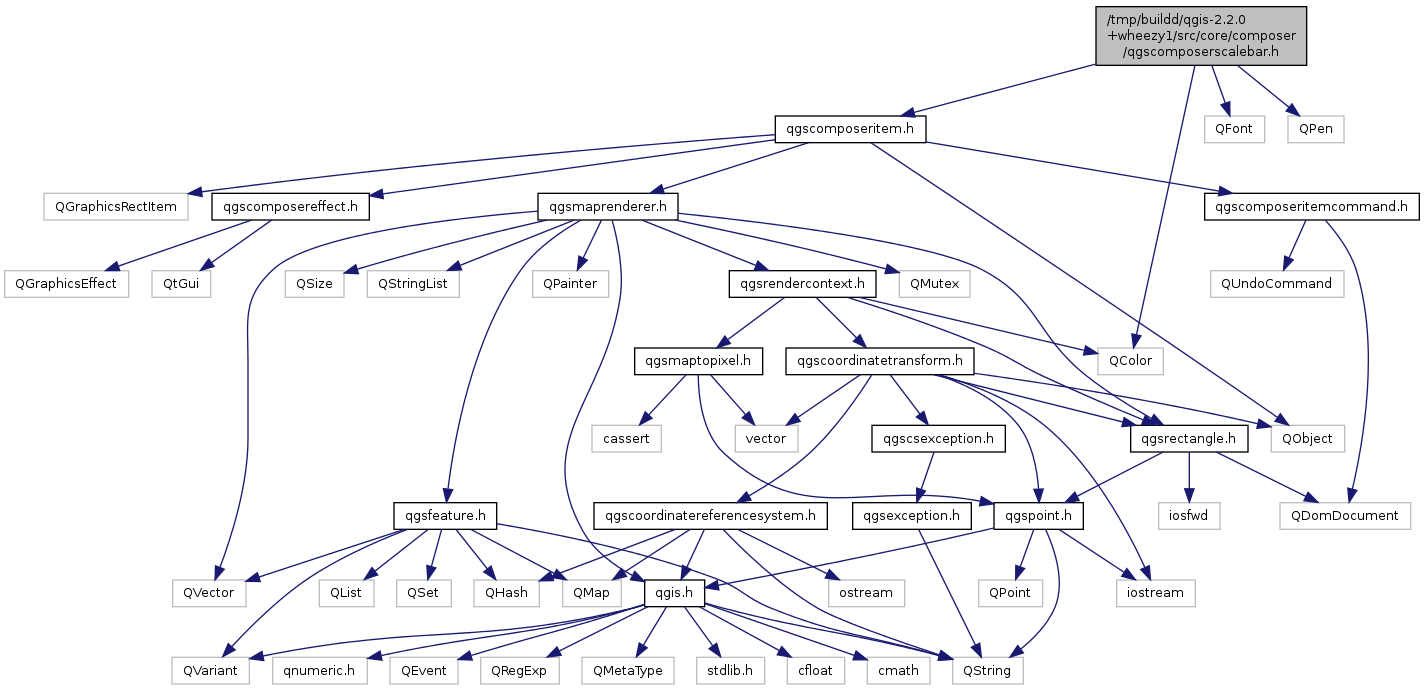 /tmp/buildd/qgis-2.2.0
+wheezy1/src/core/composer
/qgscomposerscalebar.h
qgscomposeritem.h
QFont
QPen
QGraphicsRectItem
qgscomposereffect.h
qgsmaprenderer.h
qgscomposeritemcommand.h
QGraphicsEffect
QtGui
QSize
QStringList
QPainter
qgsrendercontext.h
QMutex
QUndoCommand
qgsmaptopixel.h
qgscoordinatetransform.h
QColor
cassert
vector
qgscsexception.h
qgsrectangle.h
QObject
qgsfeature.h
qgscoordinatereferencesystem.h
qgsexception.h
qgspoint.h
iosfwd
QDomDocument
QVector
QList
QSet
QHash
QMap
qgis.h
ostream
QPoint
iostream
QVariant
qnumeric.h
QEvent
QRegExp
QMetaType
stdlib.h
cfloat
cmath
QString